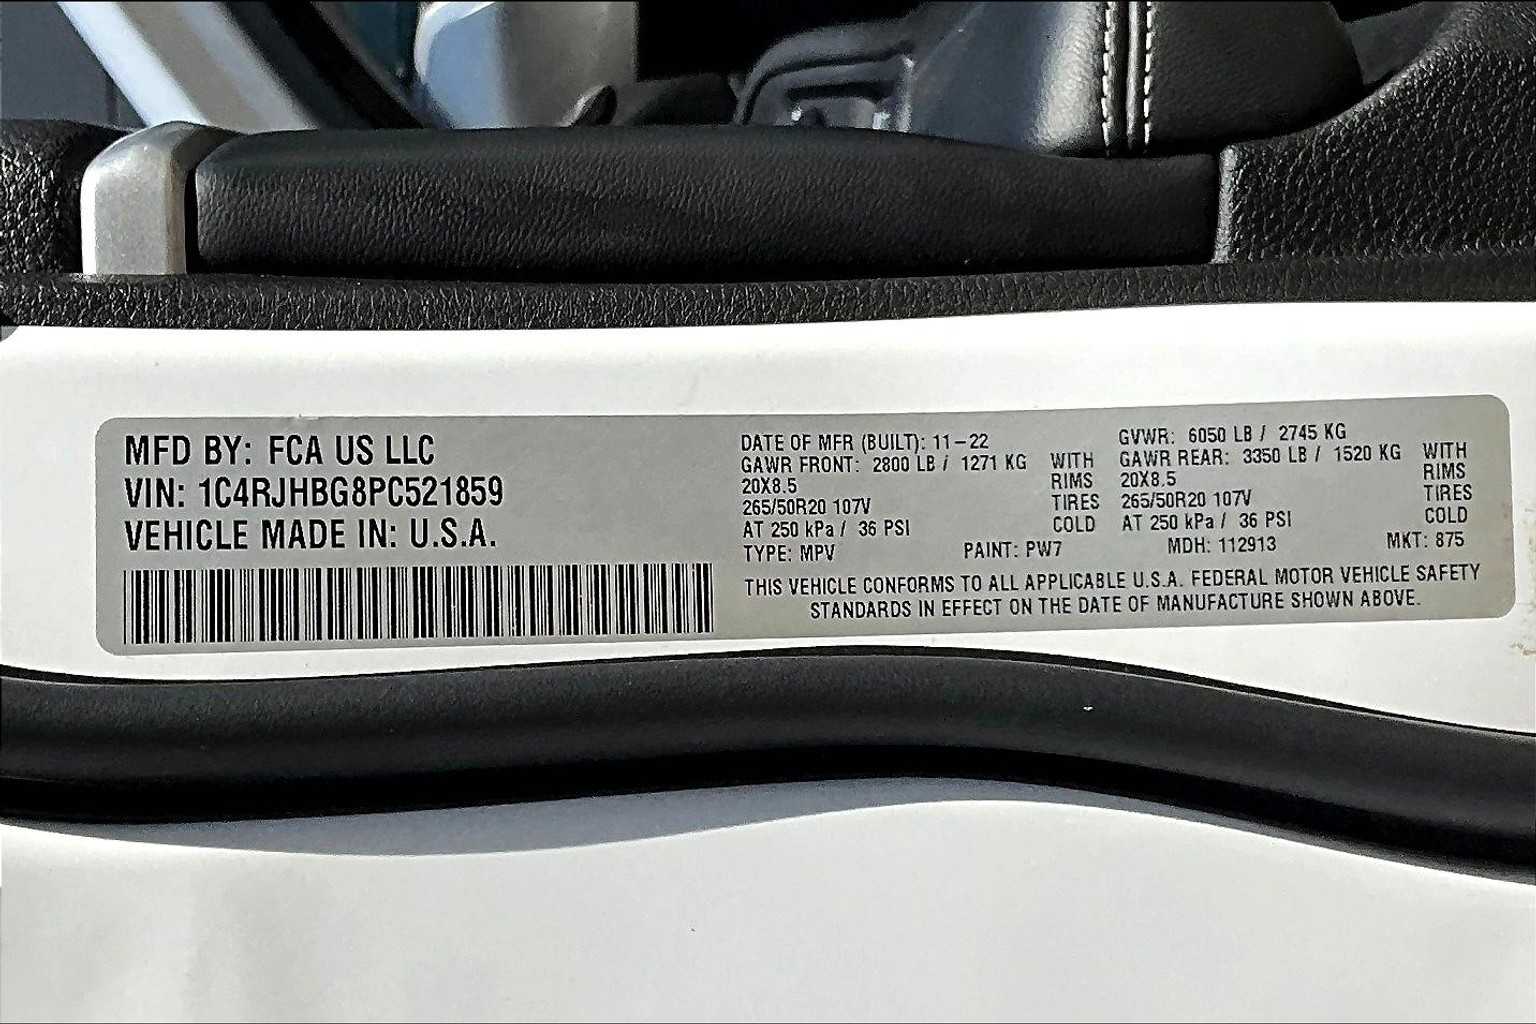 MFD BY: FCA US LLC
VIN: 1C4RJHBG8PC521859
VEHICLE MADE IN: U.S.A.
DATE OF MFR (BUILT): 11-22
GAWR FRONT: 2800 LB / 1271 KG WITH
20X8.5 RIMS
265/50R20 107V TIRES
AT 250 kPa / 36 PSI COLD
TYPE: MPV
GVWR: 6050 LB / 2745 KG
GAWR REAR: 3350 LB / 1520 KG WITH
20X8.5 RIMS
265/50R20 107V TIRES
AT 250 kPa / 36 PSI COLD
PAINT: PW7 MDH: 112913 MKT: 875
THIS VEHICLE CONFORMS TO ALL APPLICABLE U.S.A. FEDERAL MOTOR VEHICLE SAFETY
STANDARDS IN EFFECT ON THE DATE OF MANUFACTURE SHOWN ABOVE.